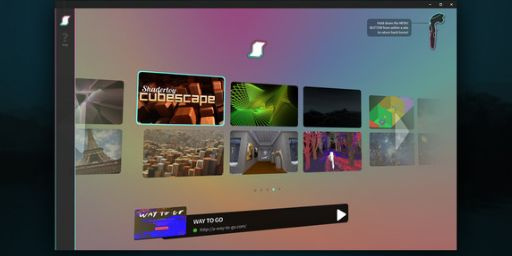 Hold down the MENU
BUTTON from within a site
to return back home!
Shadertoy
CUBESCAPE
WAY TO GO
WAY TO GO
http://a-way-to-go.com/